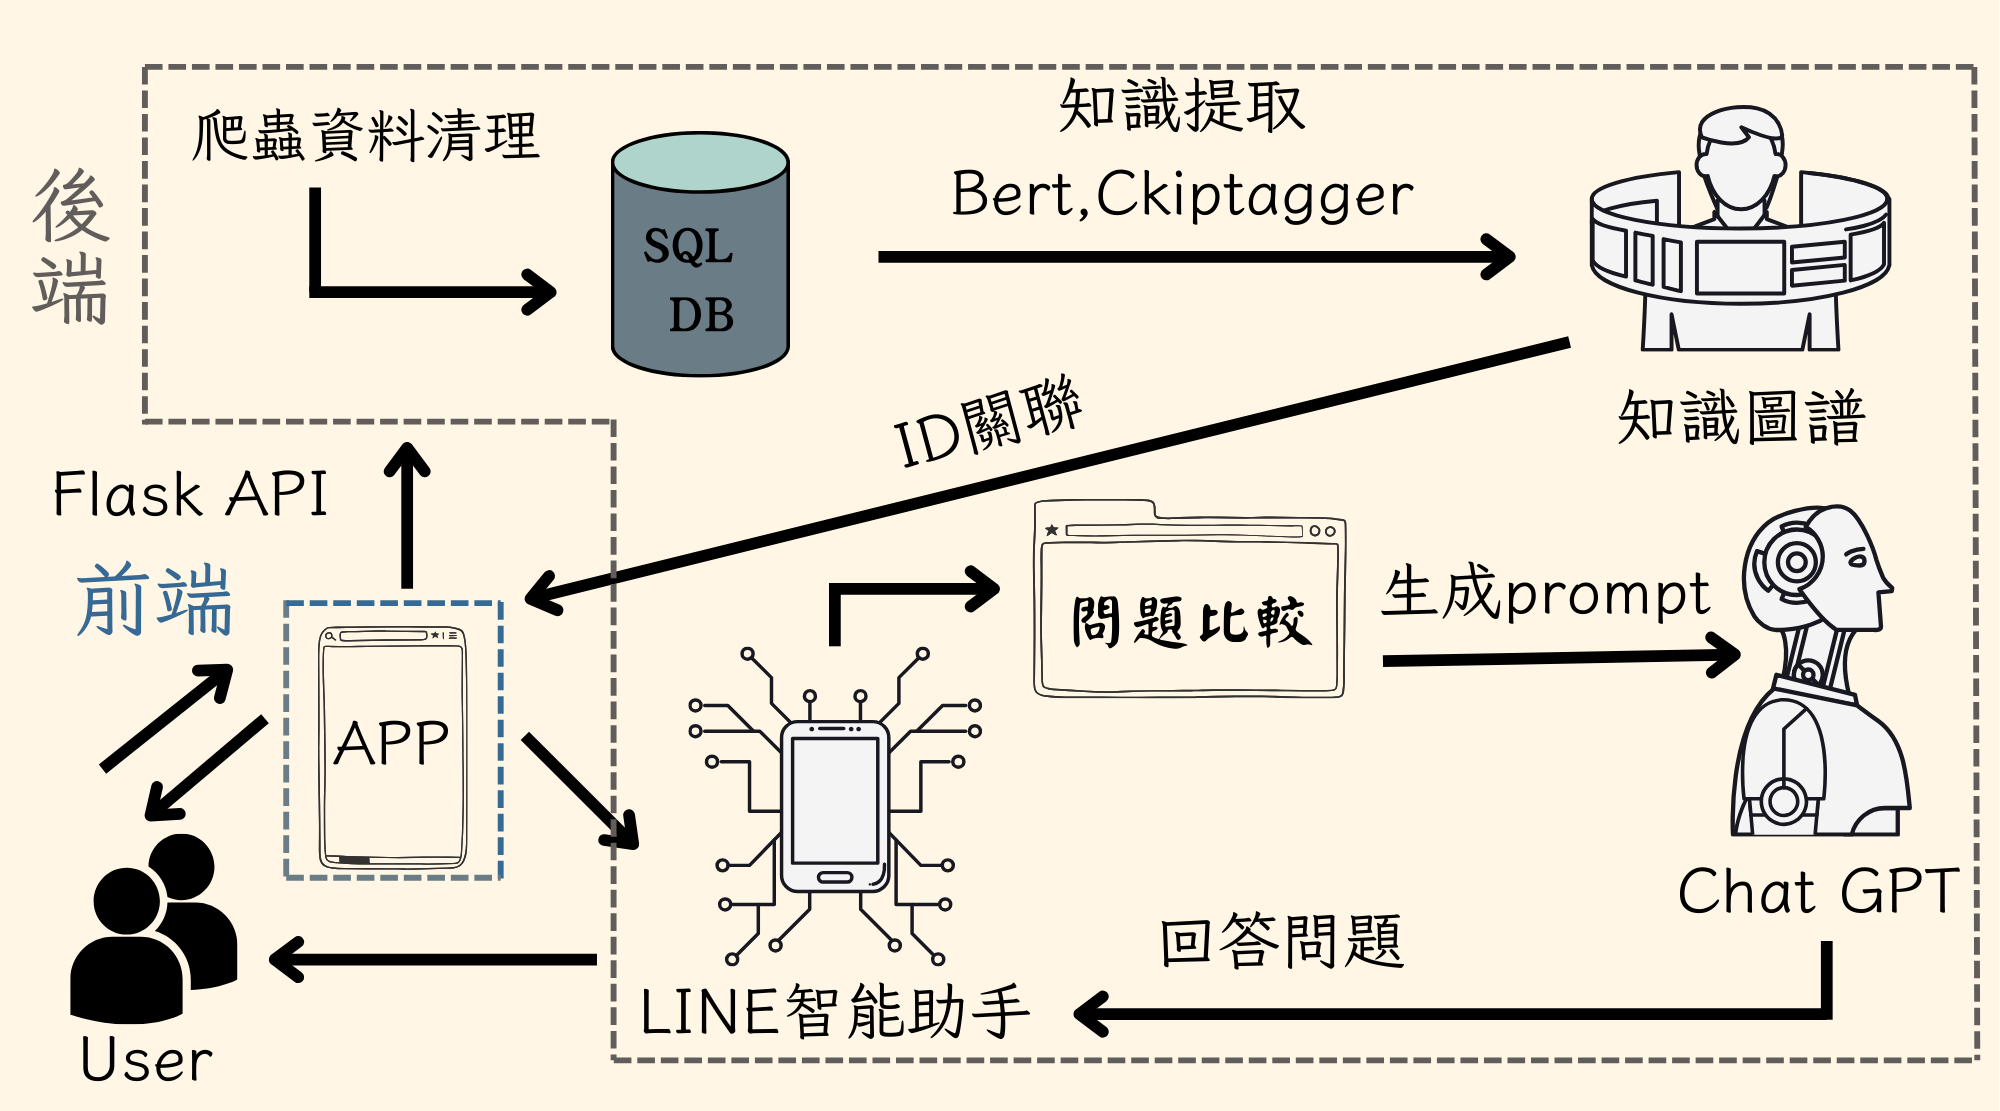 後
端
爬蟲資料清理
SQL
DB
知識提取
Bert,Ckiptagger
知識圖譜
ID關聯
Flask API
前端
APP
問題比較
生成prompt
Chat GPT
回答問題
LINE智能助手
User